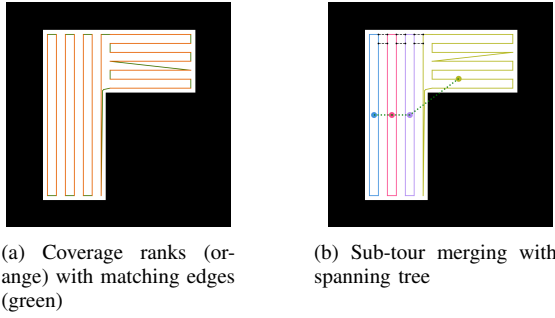 (a) Coverage ranks (or-
ange) with matching edges
(green)
(b) Sub-tour merging with
spanning tree